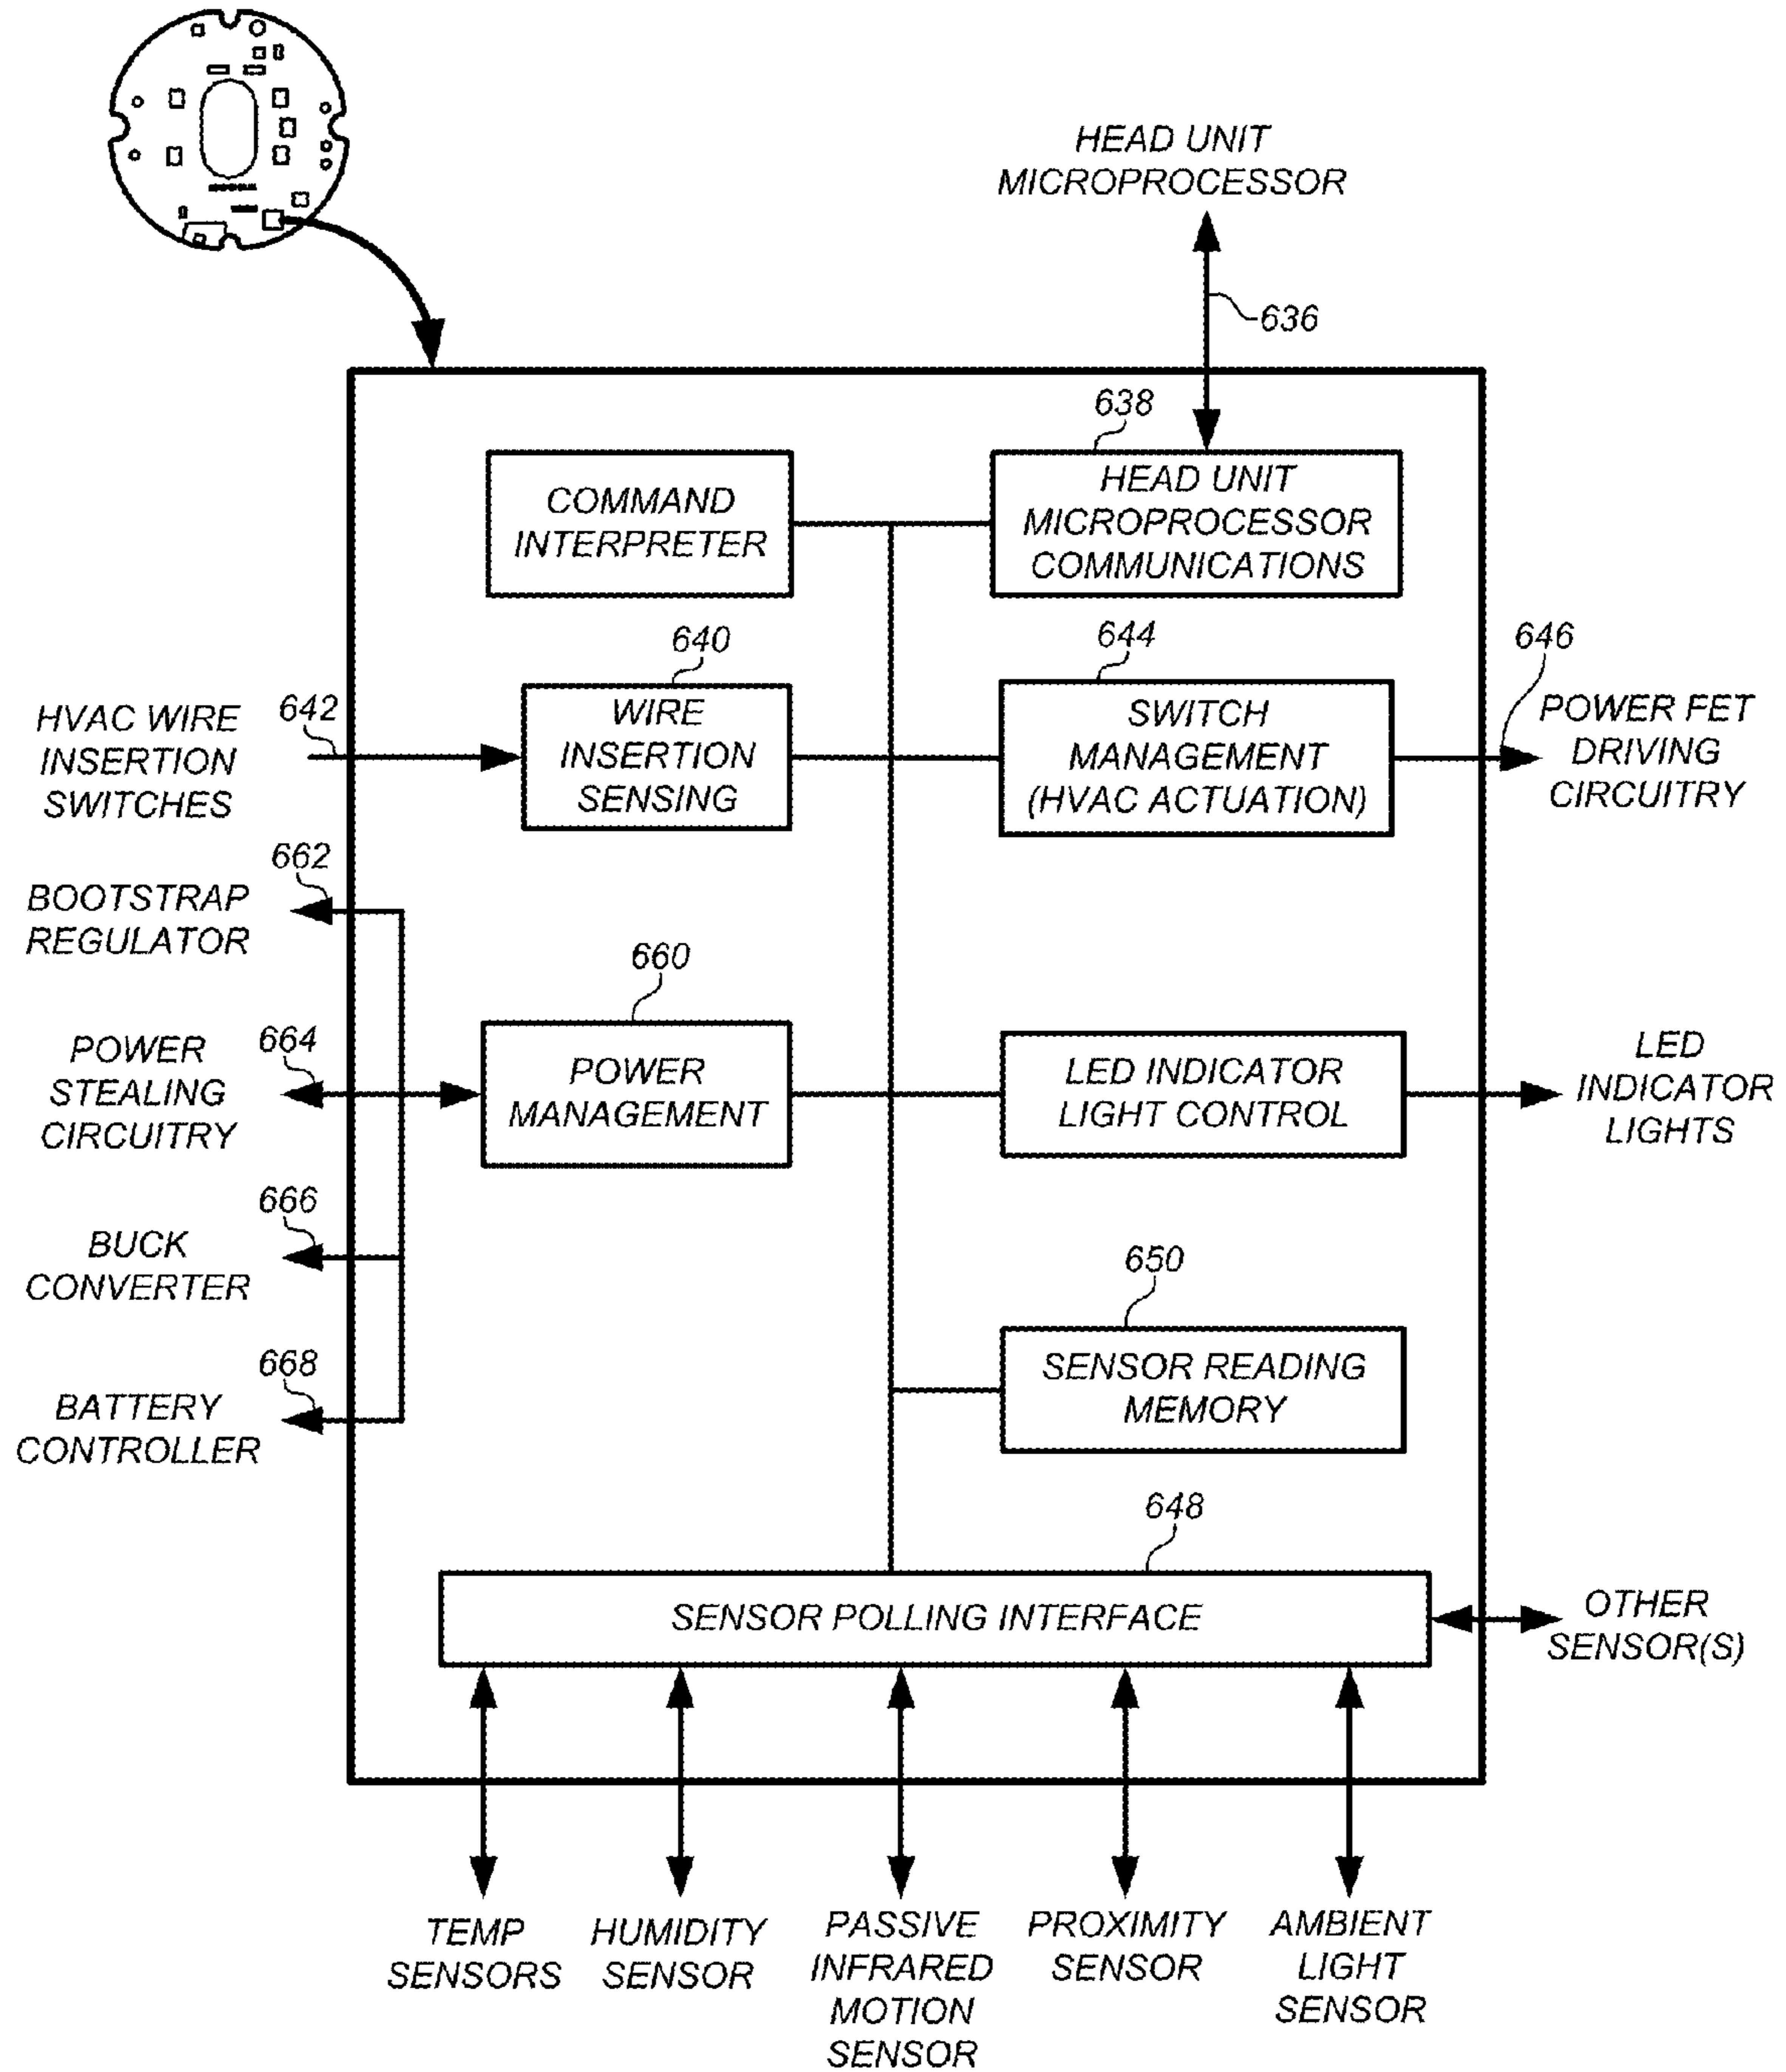 HEAD UNIT
MICROPROCESSOR
636
638
COMMAND
INTERPRETER
HEAD UNIT
MICROPROCESSOR
COMMUNICATIONS
640
644
646
HVAC WIRE
INSERTION
SWITCHES
642
WIRE
INSERTION
SENSING
SWITCH
MANAGEMENT
(HVAC ACTUATION)
POWER FET
DRIVING
CIRCUITRY
662
BOOTSTRAP
REGULATOR
660
POWER
STEALING
CIRCUITRY
664
POWER
MANAGEMENT
LED INDICATOR
LIGHT CONTROL
LED
INDICATOR
LIGHTS
666
BUCK
CONVERTER
650
SENSOR READING
MEMORY
668
BATTERY
CONTROLLER
648
SENSOR POLLING INTERFACE
OTHER
SENSOR(S)
TEMP
SENSORS
HUMIDITY
SENSOR
PASSIVE
INFRARED
MOTION
SENSOR
PROXIMITY
SENSOR
AMBIENT
LIGHT
SENSOR